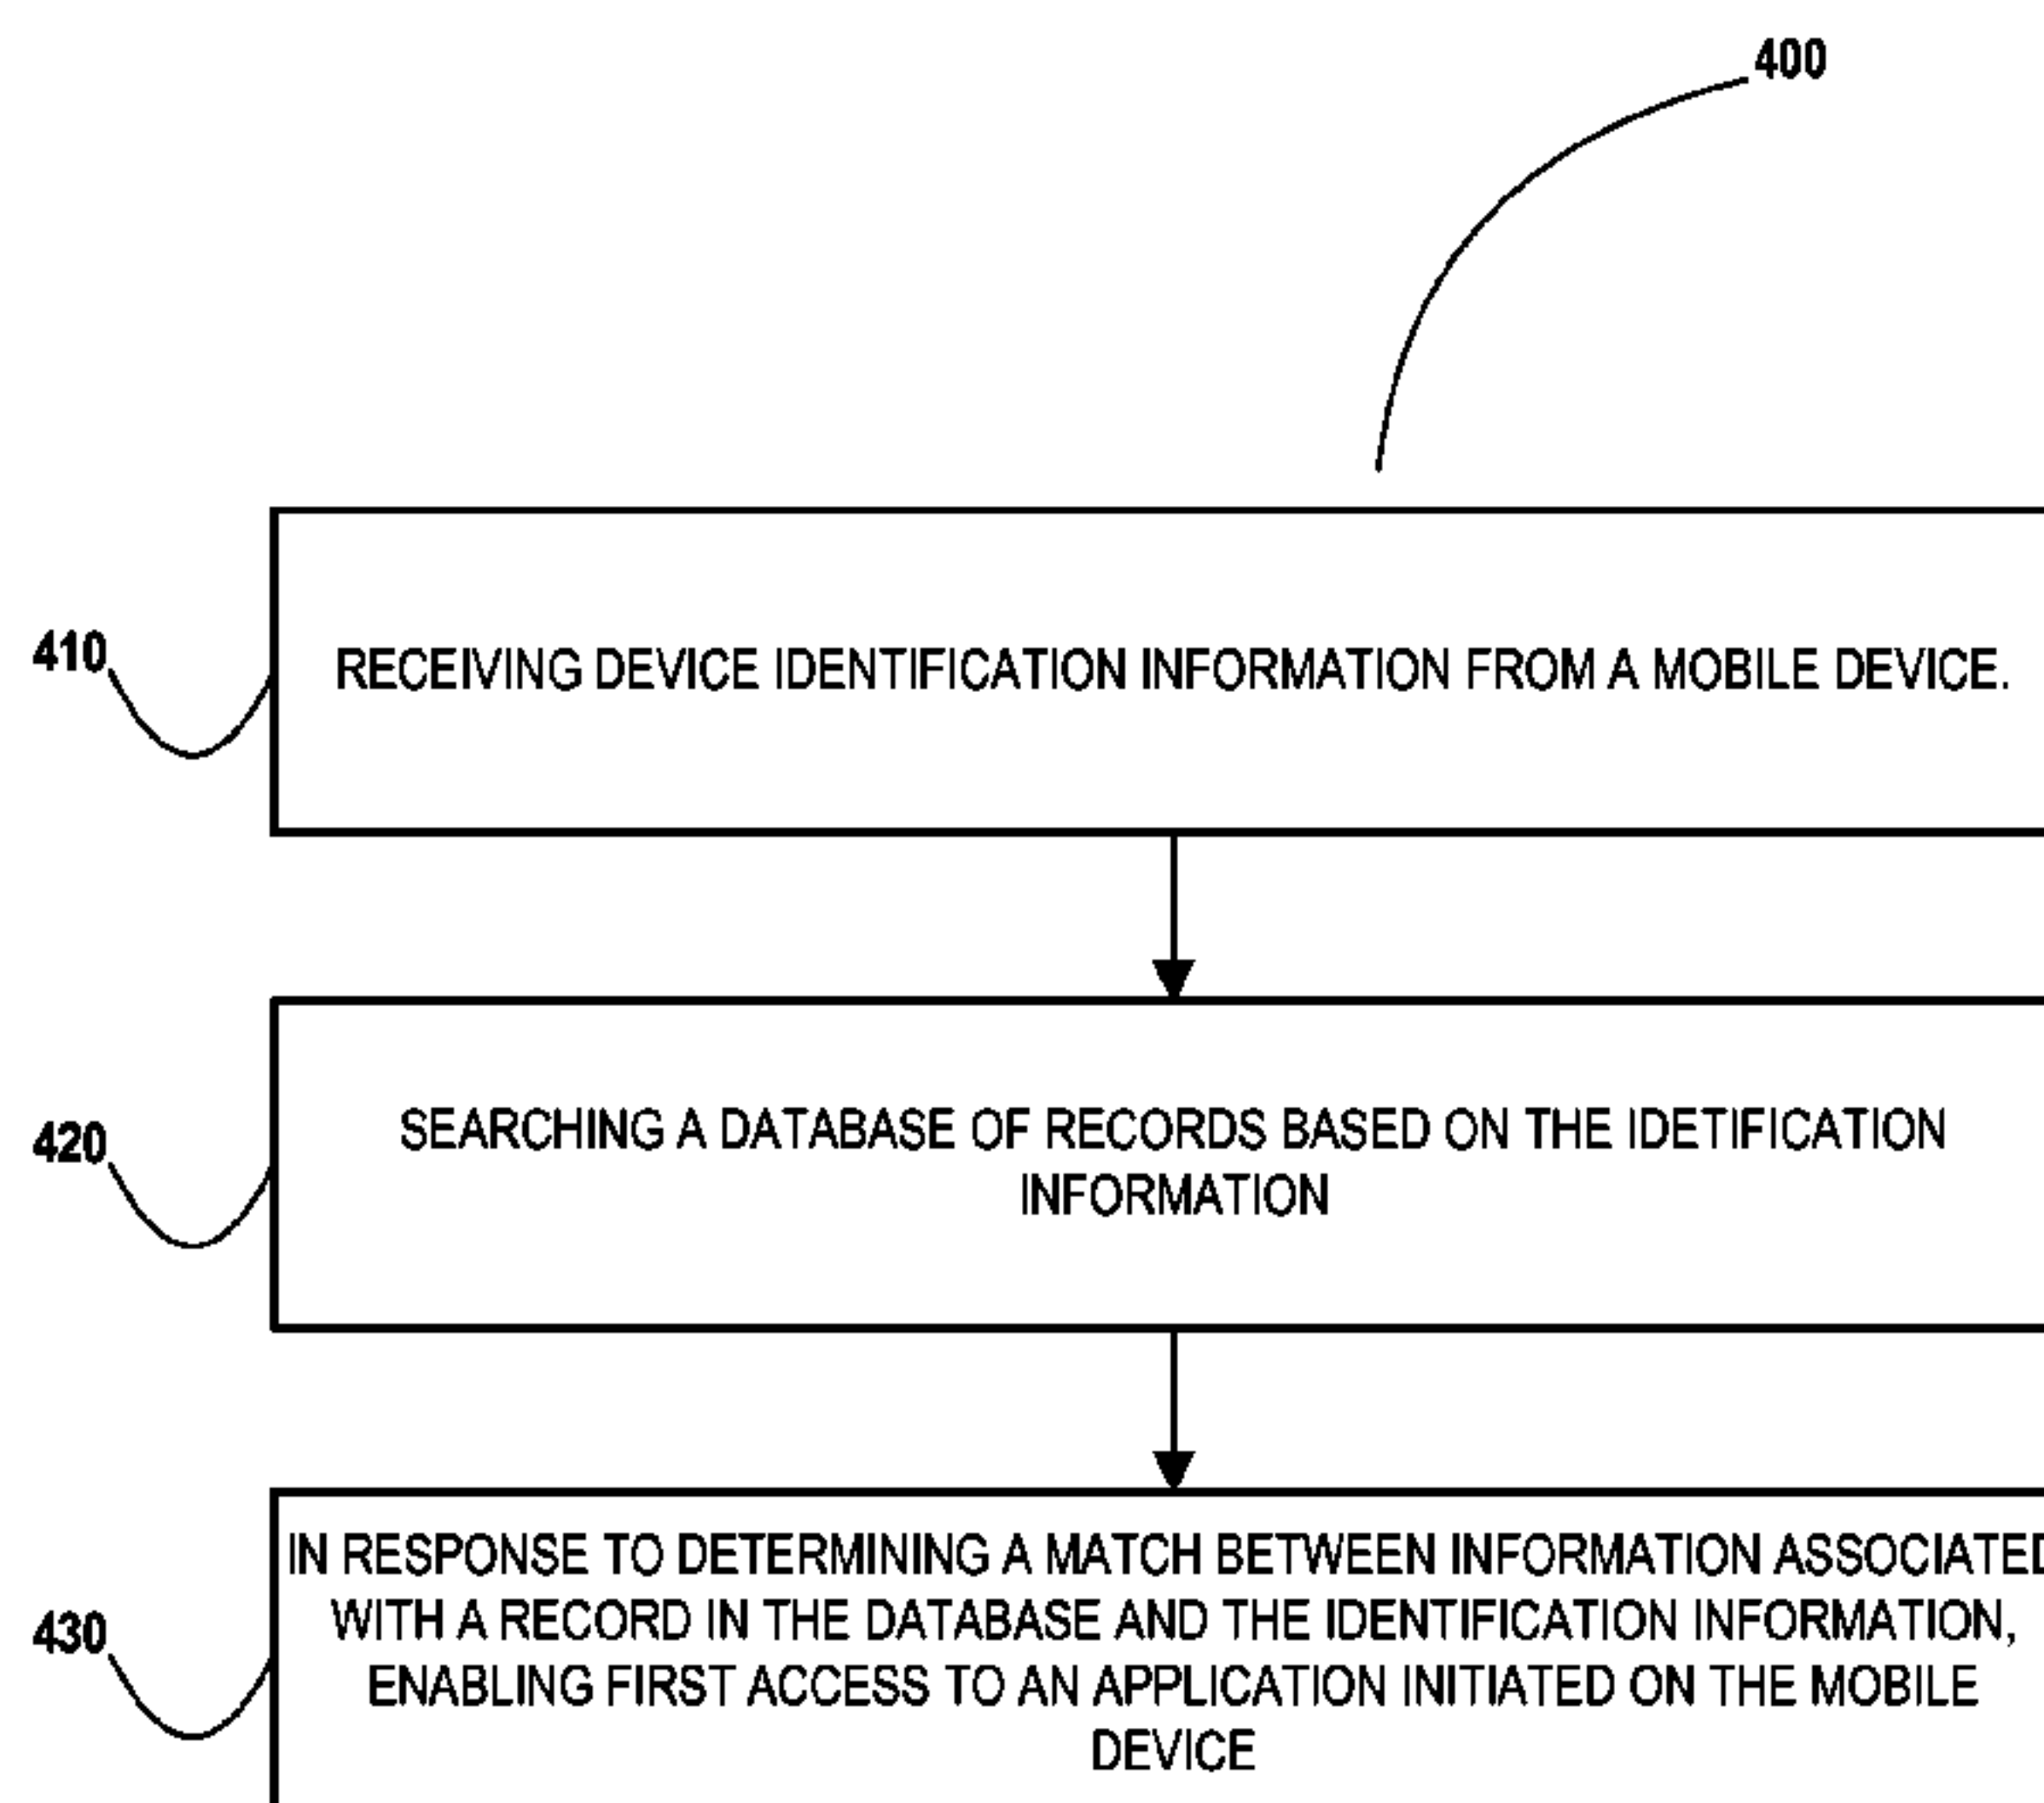 400
410
RECEIVING DEVICE IDENTIFICATION INFORMATION FROM A MOBILE DEVICE.
420
SEARCHING A DATABASE OF RECORDS BASED ON THE IDETIFICATION
INFORMATION
430
IN RESPONSE TO DETERMINING A MATCH BETWEEN INFORMATION ASSOCIATED
WITH A RECORD IN THE DATABASE AND THE IDENTIFICATION INFORMATION,
ENABLING FIRST ACCESS TO AN APPLICATION INITIATED ON THE MOBILE
DEVICE